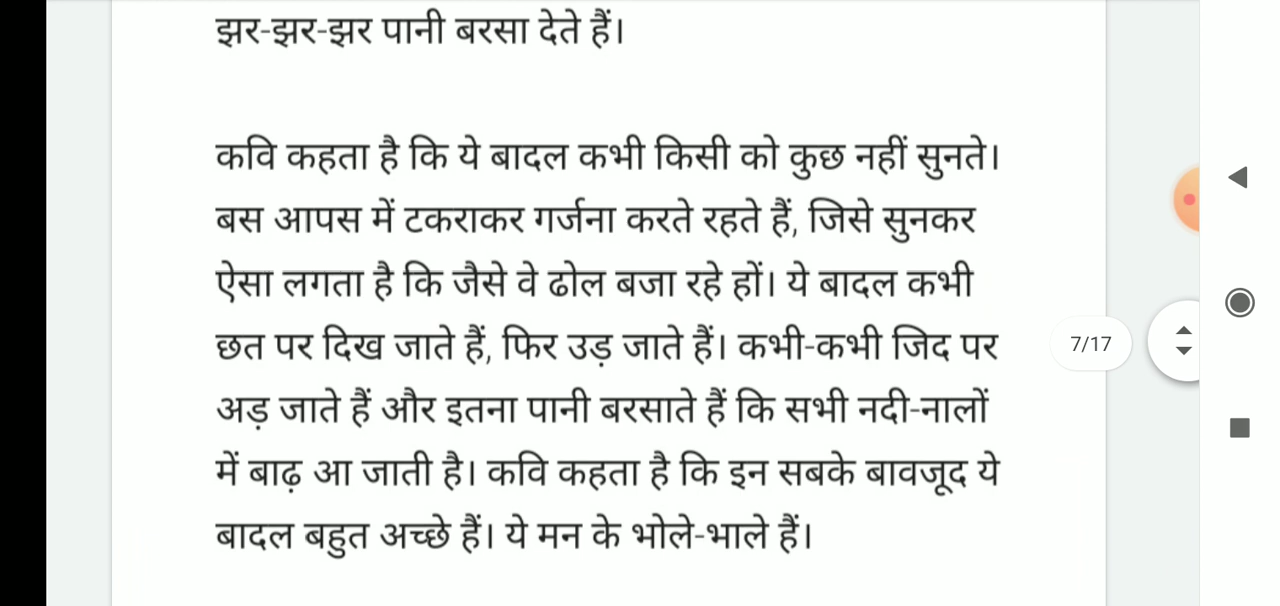 झर-झर-झर पानी बरसा देते हैं।
कवि कहता है कि ये बादल कभी किसी को कुछ नहीं सुनते।
बस आपस में टकराकर गर्जना करते रहते हैं, जिसे सुनकर
ऐसा लगता है कि जैसे वे ढोल बजा रहे हों। ये बादल कभी
छत पर दिख जाते हैं, फिर उड़ जाते हैं। कभी-कभी जिद पर
अड़ जाते हैं और इतना पानी बरसाते हैं कि सभी नदी-नालों
में बाढ़ आ जाती है। कवि कहता है कि इन सबके बावजूद ये
बादल बहुत अच्छे हैं। ये मन के भोले-भाले हैं।
7/17